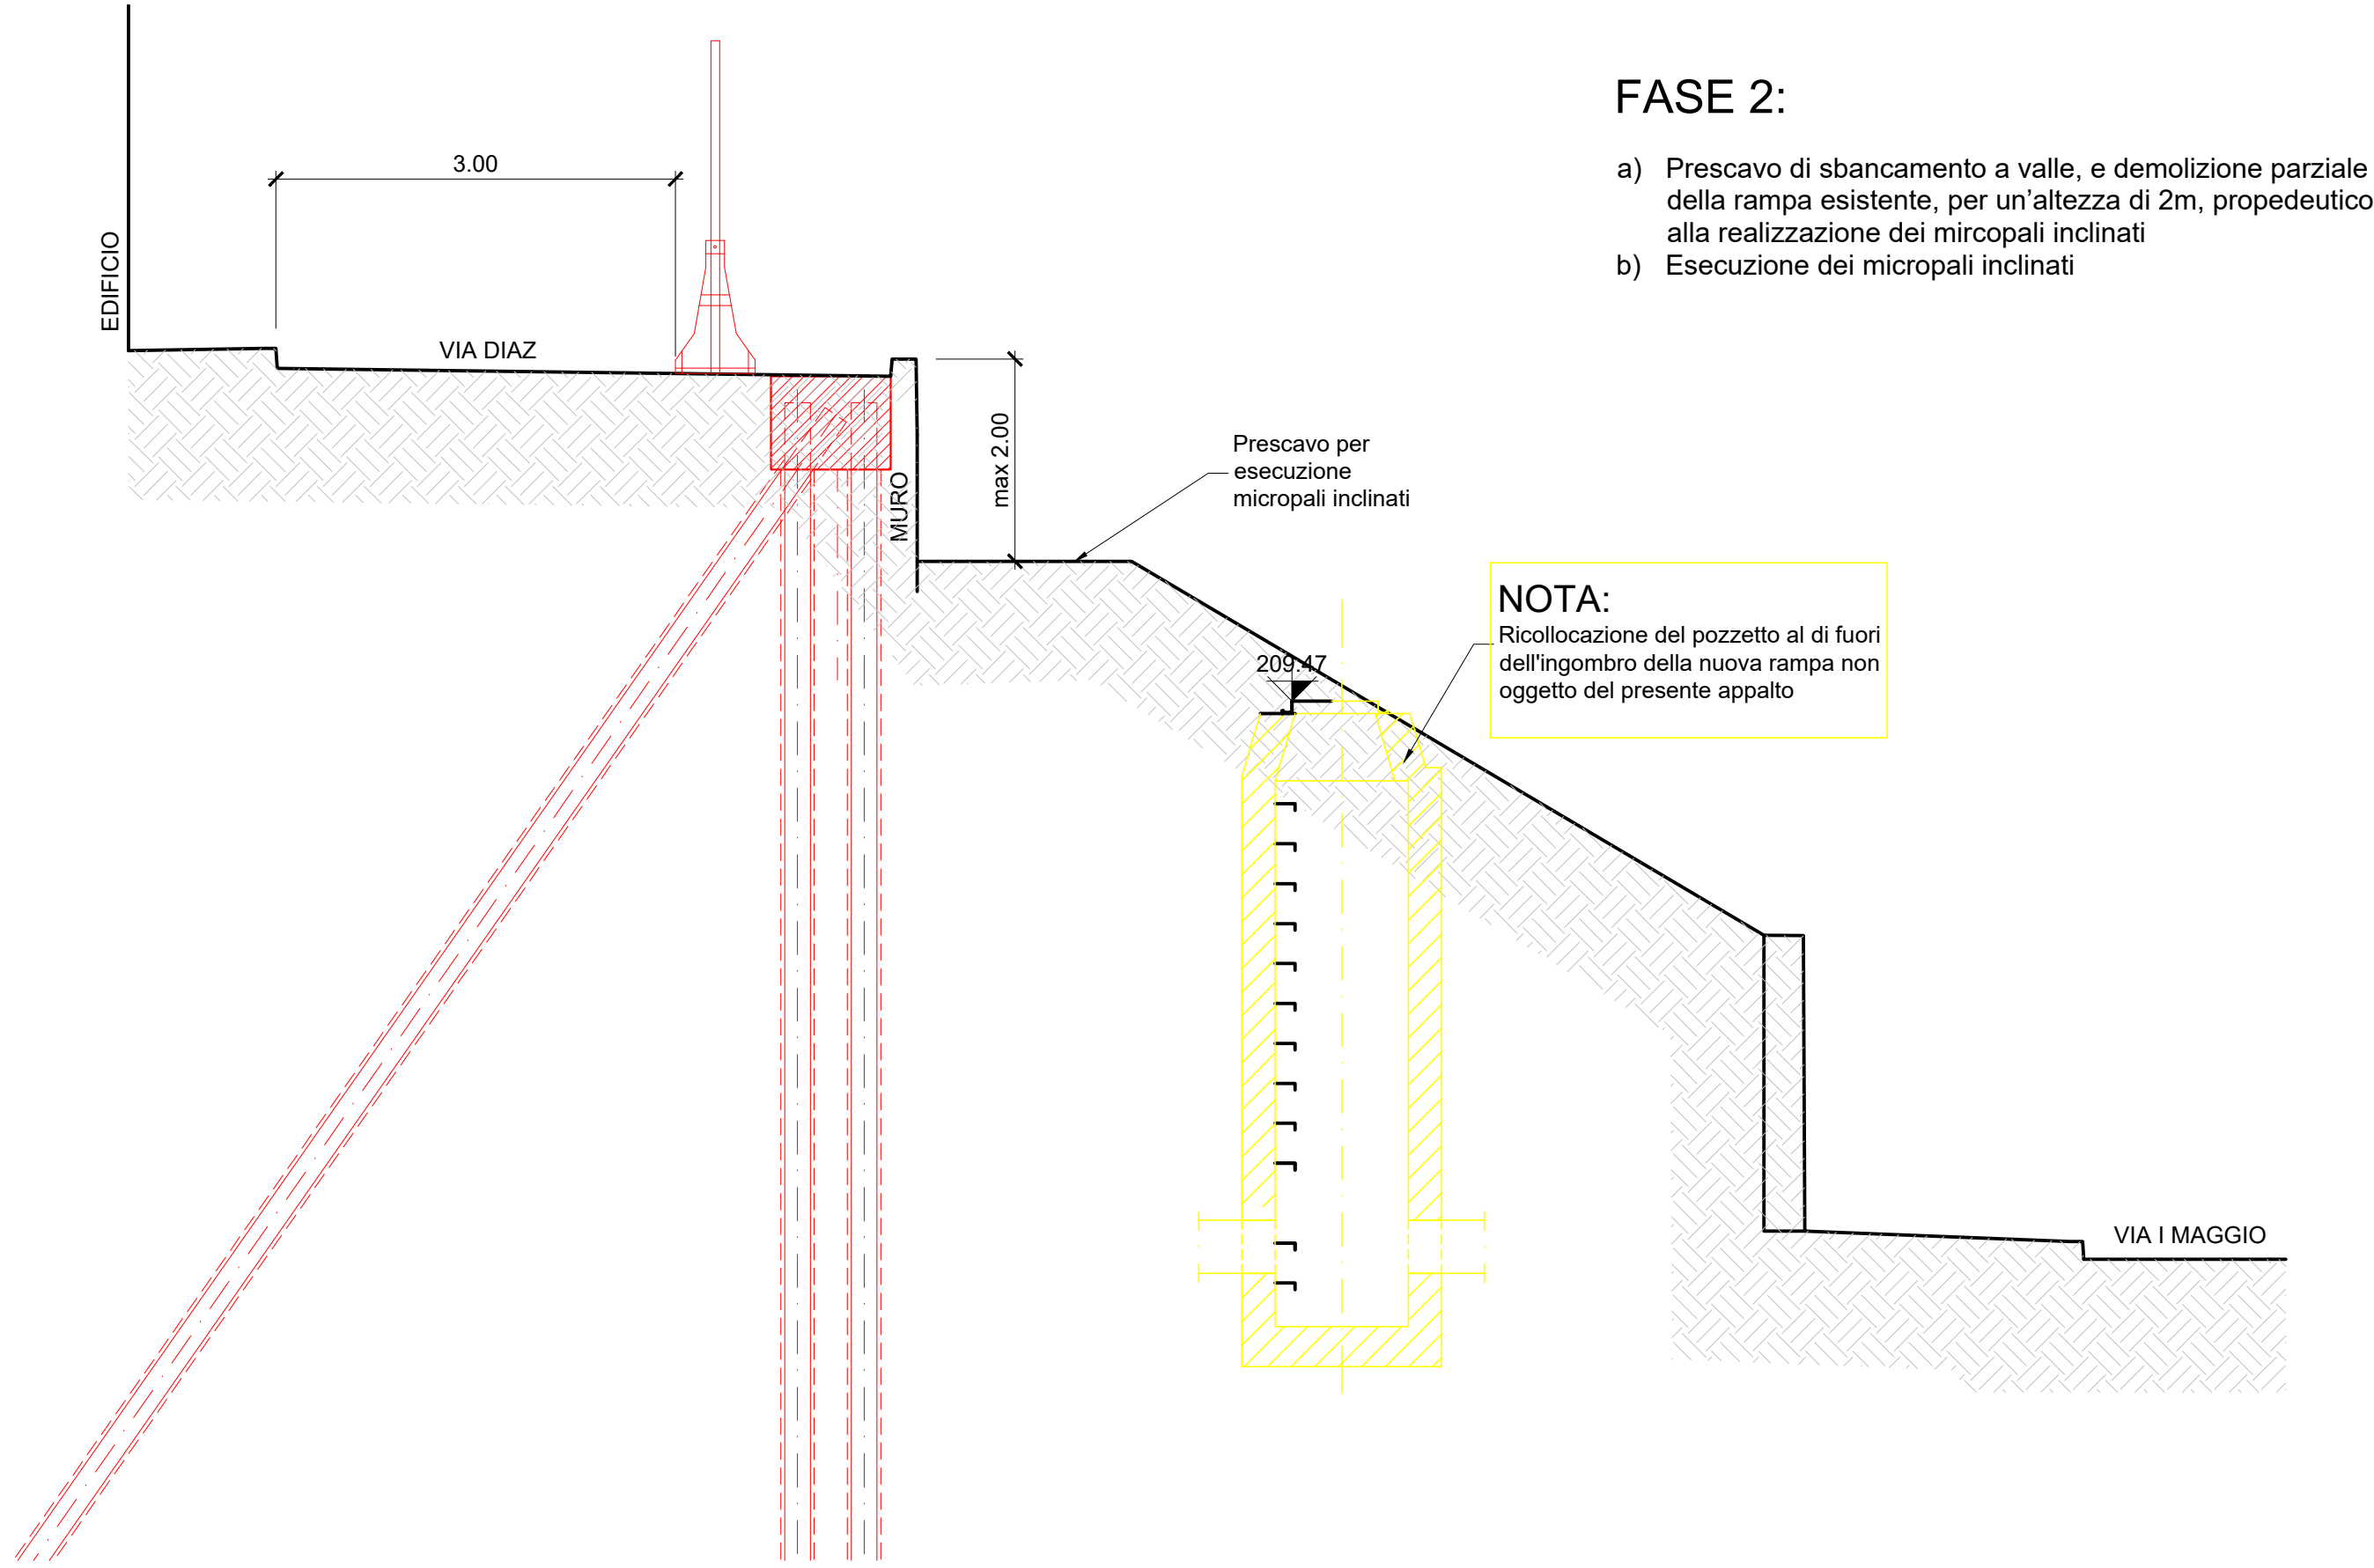 FASE 2:
a) Prescavo di sbancamento a valle, e demolizione parziale
della rampa esistente, per un’altezza di 2m, propedeutico
alla realizzazione dei mircopali inclinati
b) Esecuzione dei micropali inclinati
3.00
EDIFICIO
VIA DIAZ
max 2.00
MURO
Prescavo per
esecuzione
micropali inclinati
NOTA:
Ricollocazione del pozzetto al di fuori
dell'ingombro della nuova rampa non
oggetto del presente appalto
209.47
VIA I MAGGIO